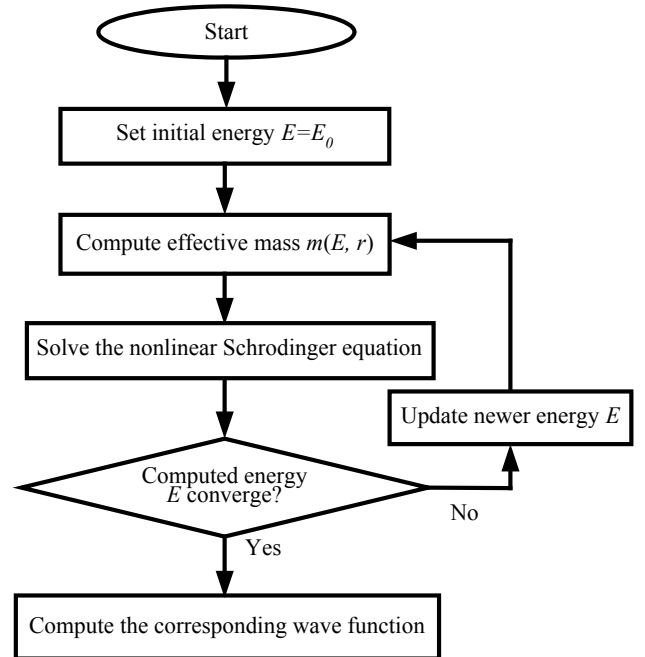 Start
Set initial energy E=E₀
Compute effective mass m(E, r)
Solve the nonlinear Schrodinger equation
Update newer energy E
Computed energy
E converge?
No
Yes
Compute the corresponding wave function